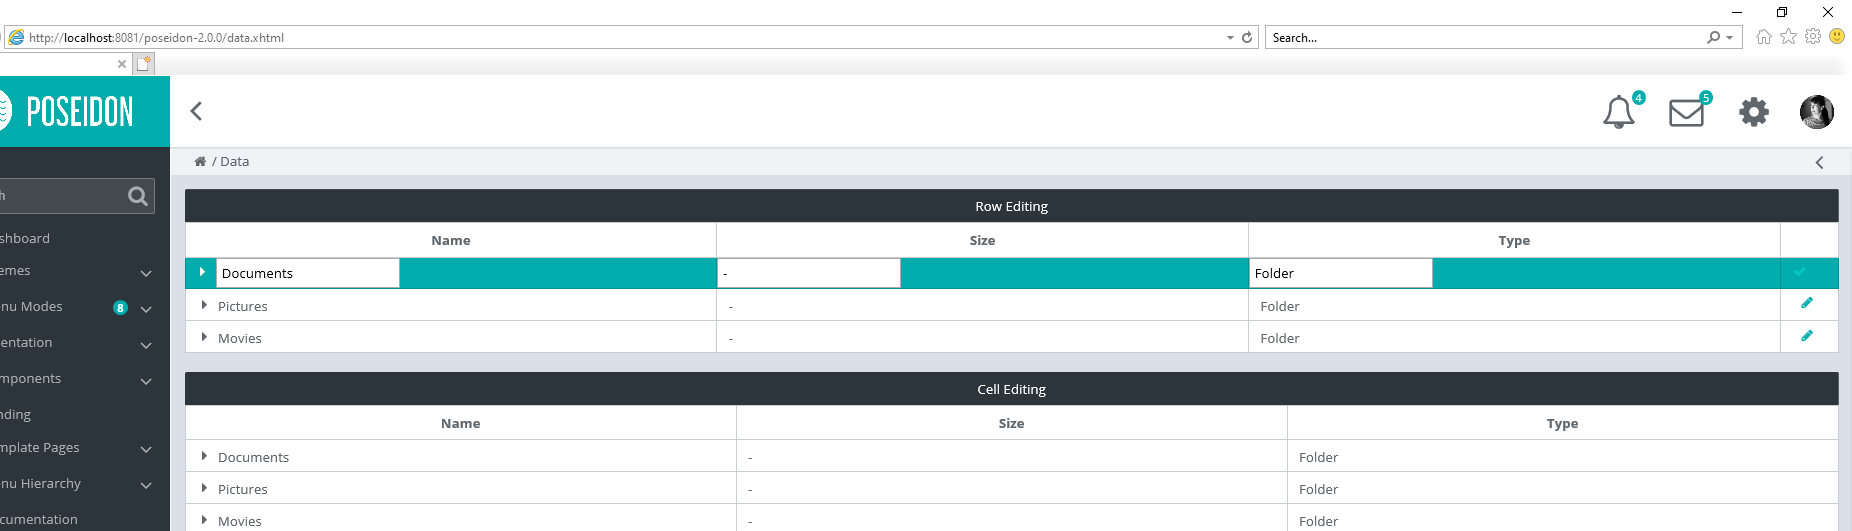 http://localhost:8081/poseidon-2.0.0/data.xhtml
Search...
POSEIDON
4
5
/ Data
Row Editing
Name Size Type
Documents - Folder
Pictures - Folder
Movies - Folder
Cell Editing
Name Size Type
Documents - Folder
Pictures - Folder
Movies - Folder
h
shboard
emes
nu Modes 8
entation
mponents
nding
mplate Pages
nu Hierarchy
cumentation